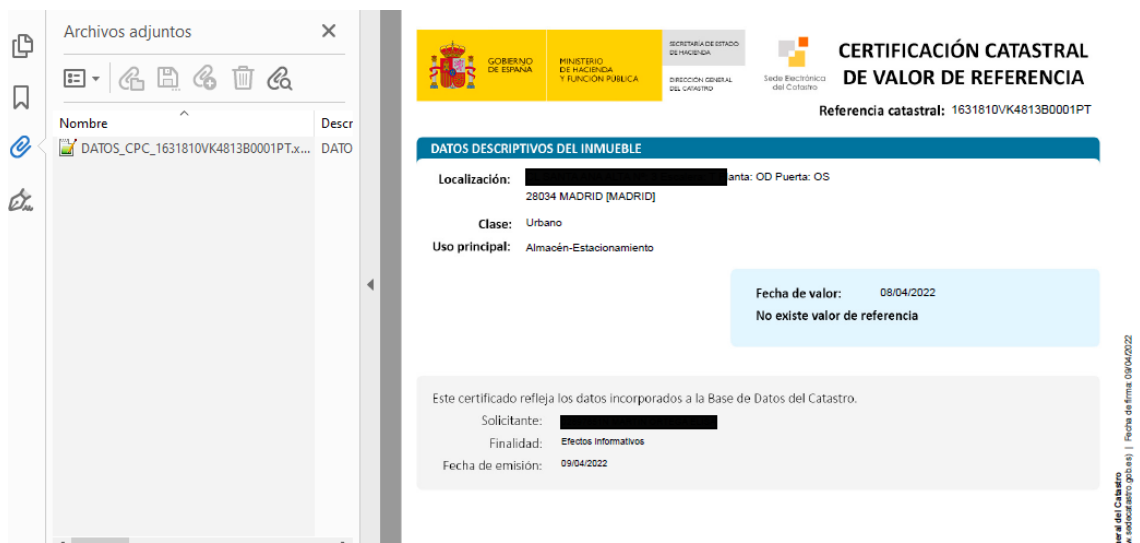 Archivos adjuntos
Nombre
Descr
DATOS_CPC_1631810VK4813B0001PT.x...
DATO
GOBIERNO
DE ESPAÑA
MINISTERIO
DE HACIENDA
Y FUNCIÓN PÚBLICA
SECRETARÍA DE ESTADO
DE HACIENDA
DIRECCIÓN GENERAL
DEL CATASTRO
Sede Electrónica
del Catastro
CERTIFICACIÓN CATASTRAL
DE VALOR DE REFERENCIA
Referencia catastral: 1631810VK4813B0001PT
DATOS DESCRIPTIVOS DEL INMUEBLE
Localización:
anta: OD Puerta: OS
28034 MADRID [MADRID]
Clase: Urbano
Uso principal: Almacén-Estacionamiento
Fecha de valor: 08/04/2022
No existe valor de referencia
Este certificado refleja los datos incorporados a la Base de Datos del Catastro.
Solicitante:
Finalidad: Efectos Informativos
Fecha de emisión: 09/04/2022
eral del Catastro
w.sedecatastro.gob.es) | Fecha de firma: 09/04/2022